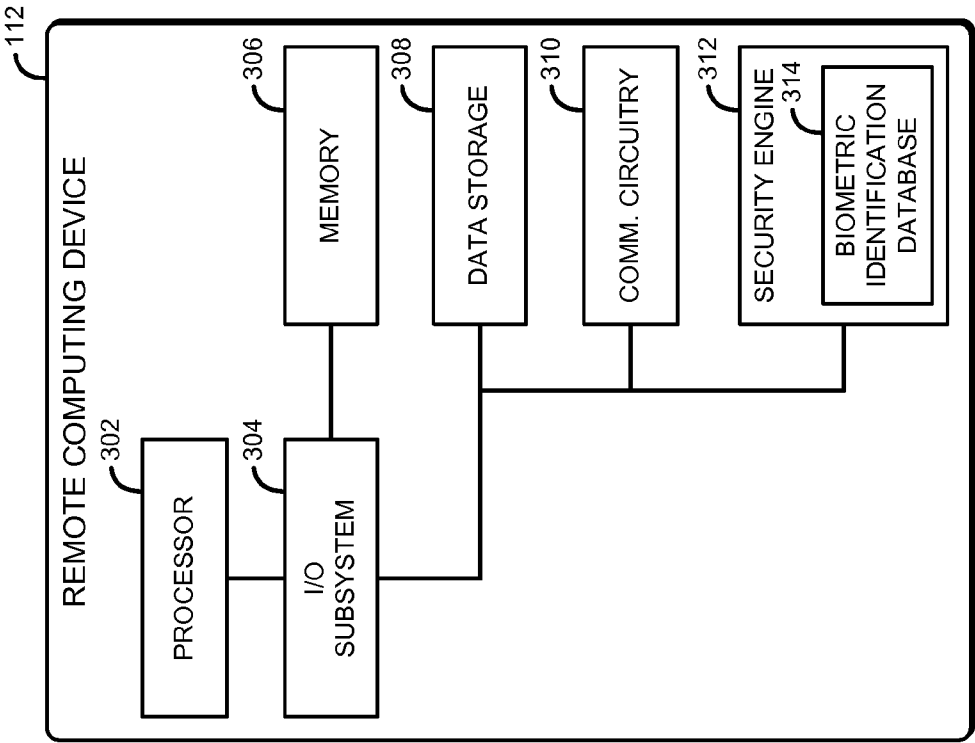 112
REMOTE COMPUTING DEVICE
302
PROCESSOR
304
I/O
SUBSYSTEM
306
MEMORY
308
DATA STORAGE
310
COMM. CIRCUITRY
312
SECURITY ENGINE
314
BIOMETRIC
IDENTIFICATION
DATABASE